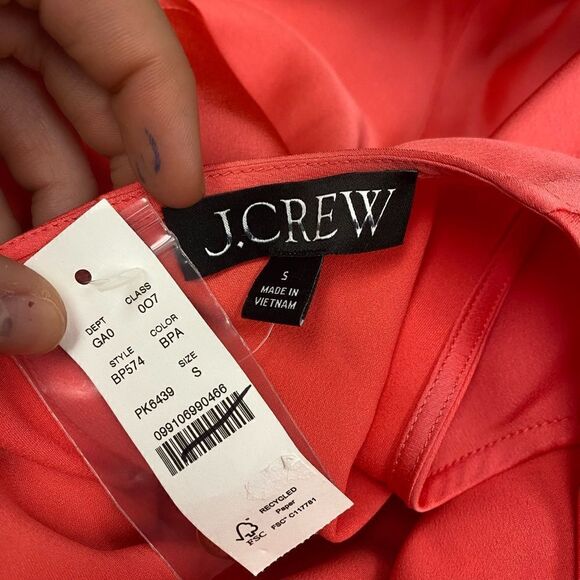 J.CREW
S
MADE IN
VIETNAM
DEPT CLASS
GA0 007
STYLE COLOR
BP574 BPA
SIZE
PK6439 S
099106990466
RECYCLED
Paper
FSC FSC™ C117781